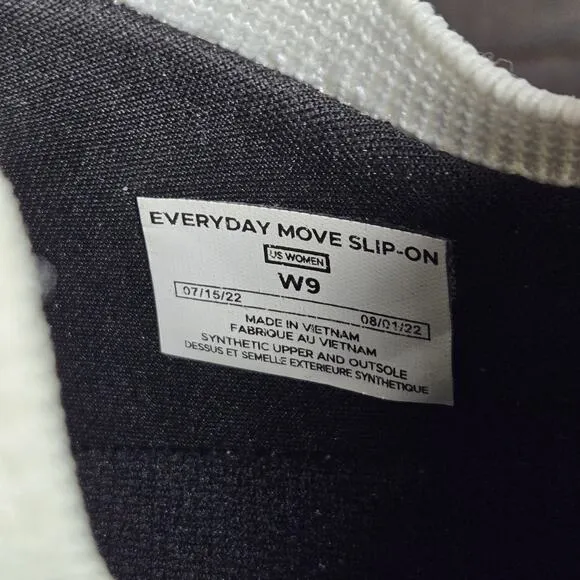 EVERYDAY MOVE SLIP-ON
US WOMEN
W9
07/15/22 08/01/22
MADE IN VIETNAM
FABRIQUE AU VIETNAM
SYNTHETIC UPPER AND OUTSOLE
DESSUS ET SEMELLE EXTERIEURE SYNTHETIQUE